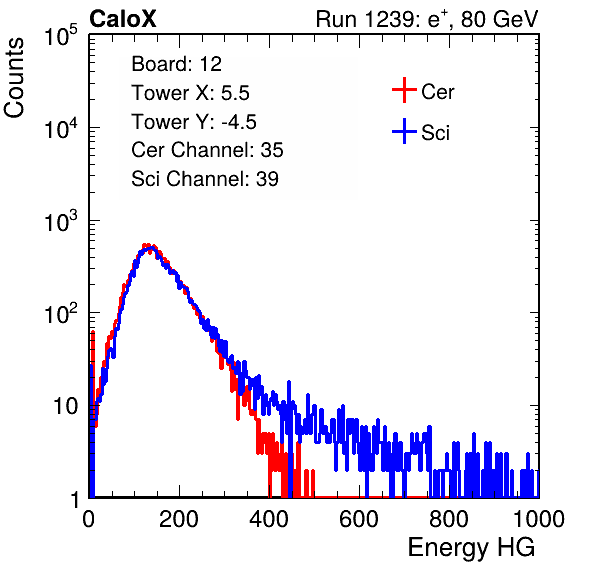 CaloX Run 1239: e⁺, 80 GeV
Counts
Board: 12
Tower X: 5.5
Tower Y: -4.5
Cer Channel: 35
Sci Channel: 39
Cer
Sci
10⁵
10⁴
10³
10²
10
1
0 200 400 600 800 1000
Energy HG